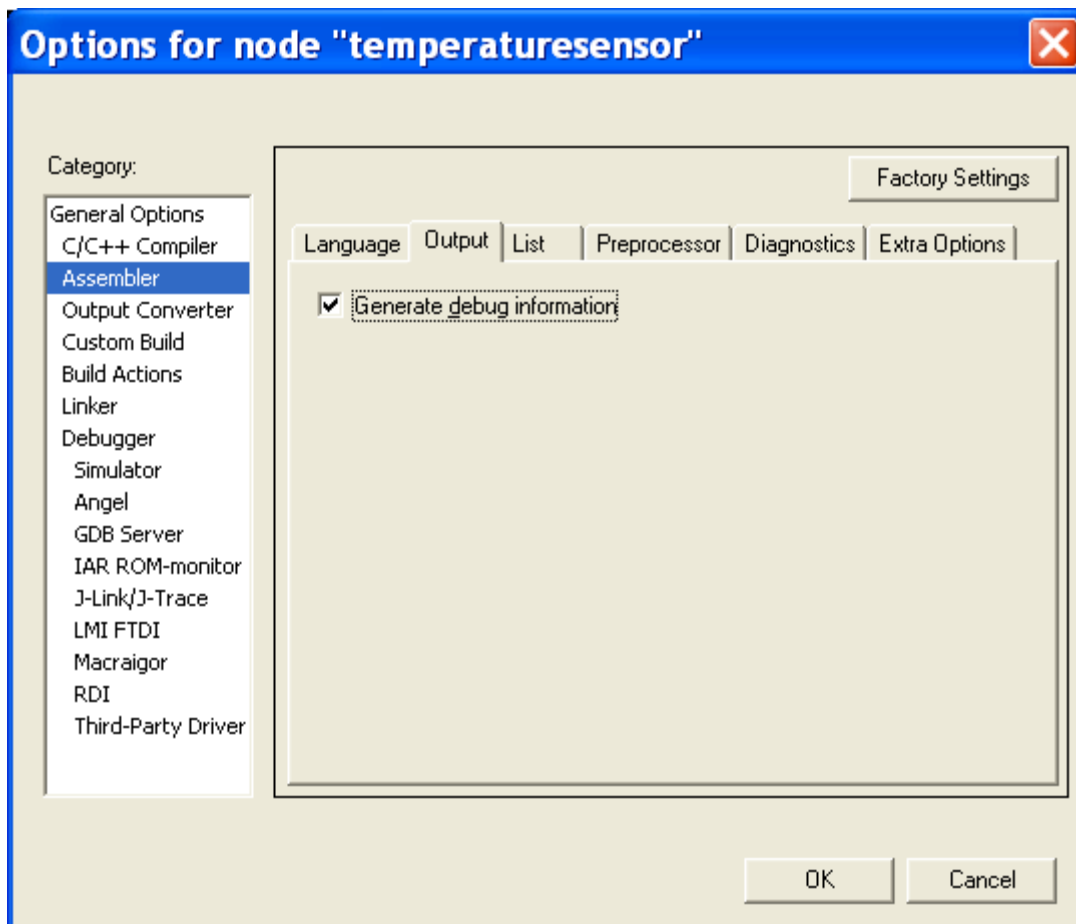 Options for node "temperaturesensor"
Category:
Factory Settings
General Options
C/C++ Compiler
Assembler
Output Converter
Custom Build
Build Actions
Linker
Debugger
Simulator
Angel
GDB Server
IAR ROM-monitor
J-Link/J-Trace
LMI FTDI
Macraigor
RDI
Third-Party Driver
Language Output List Preprocessor Diagnostics Extra Options
Generate debug information
OK Cancel